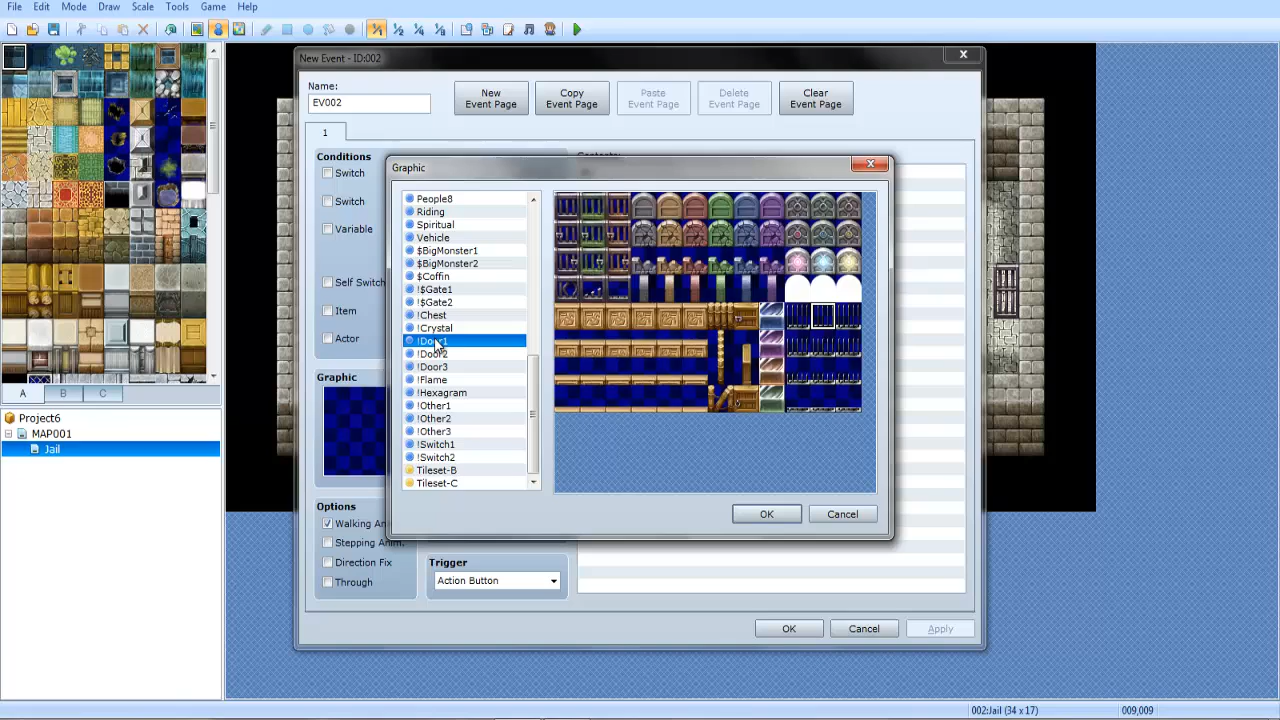 File Edit Mode Draw Scale Tools Game Help
New Event - ID:002
Name:
EV002
New Event Page
Copy Event Page
Paste Event Page
Delete Event Page
Clear Event Page
1
Conditions
Switch
Switch
Variable
Self Switch
Item
Actor
Graphic
Options
Walking Ani
Stepping Anim.
Direction Fix
Through
Trigger
Action Button
OK
Cancel
Apply
Graphic
People8
Riding
Spiritual
Vehicle
$BigMonster1
$BigMonster2
$Coffin
!$Gate1
!$Gate2
!Chest
!Crystal
!Door1
!Door2
!Door3
!Flame
!Hexagram
!Other1
!Other2
!Other3
!Switch1
!Switch2
Tileset-B
Tileset-C
OK
Cancel
A B C
Project6
MAP001
Jail
002:Jail (34 x 17)
009,009